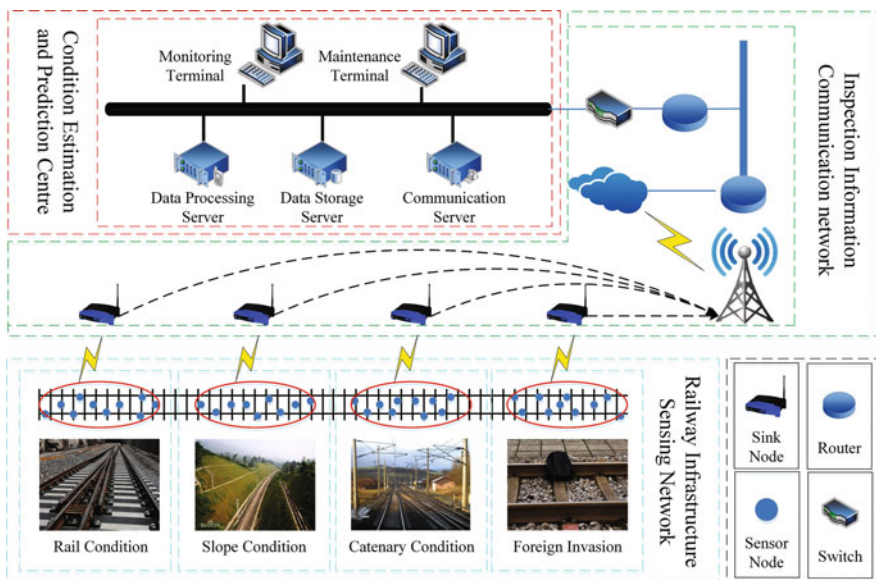 Condition Estimation
and Prediction Centre
Monitoring
Terminal
Maintenance
Terminal
Data Processing
Server
Data Storage
Server
Communication
Server
Inspection Information
Communication network
Railway Infrastructure
Sensing Network
Rail Condition
Slope Condition
Catenary Condition
Foreign Invasion
Sink
Node
Router
Sensor
Node
Switch